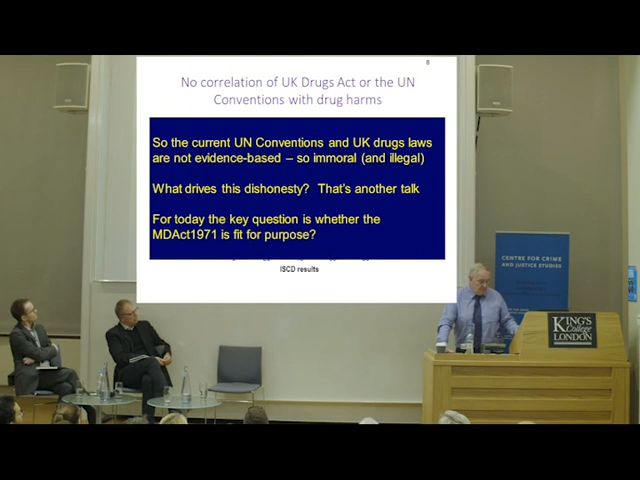 8
No correlation of UK Drugs Act or the UN
Conventions with drug harms
So the current UN Conventions and UK drugs laws
are not evidence-based – so immoral (and illegal)
What drives this dishonesty? That's another talk
For today the key question is whether the
MDAct1971 is fit for purpose?
ISCD results
CENTRE FOR CRIME
AND JUSTICE STUDIES
KING'S
College
LONDON